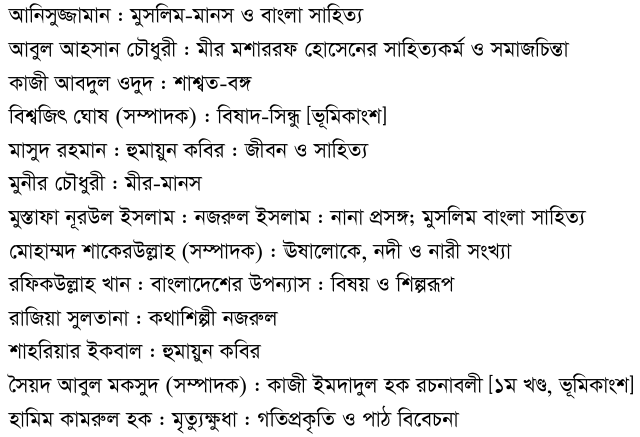 আনিসুজ্জামান : মুসলিম-মানস ও বাংলা সাহিত্য
আবুল আহসান চৌধুরী : মীর মশাররফ হোসেনের সাহিত্যকর্ম ও সমাজচিন্তা
কাজী আবদুল ওদুদ : শাশ্বত-বঙ্গ
বিশ্বজিৎ ঘোষ (সম্পাদক) : বিষাদ-সিন্ধু [ভূমিকাংশ]
মাসুদ রহমান : হুমায়ুন কবির : জীবন ও সাহিত্য
মুনীর চৌধুরী : মীর-মানস
মুস্তাফা নূরউল ইসলাম : নজরুল ইসলাম : নানা প্রসঙ্গ; মুসলিম বাংলা সাহিত্য
মোহাম্মদ শাকেরউল্লাহ (সম্পাদক) : ঊষালোকে, নদী ও নারী সংখ্যা
রফিকউল্লাহ খান : বাংলাদেশের উপন্যাস : বিষয় ও শিল্পরূপ
রাজিয়া সুলতানা : কথাশিল্পী নজরুল
শাহরিয়ার ইকবাল : হুমায়ুন কবির
সৈয়দ আবুল মকসুদ (সম্পাদক) : কাজী ইমদাদুল হক রচনাবলী [১ম খণ্ড, ভূমিকাংশ]
হামিম কামরুল হক : মৃত্যুক্ষুধা : গতিপ্রকৃতি ও পাঠ বিবেচনা